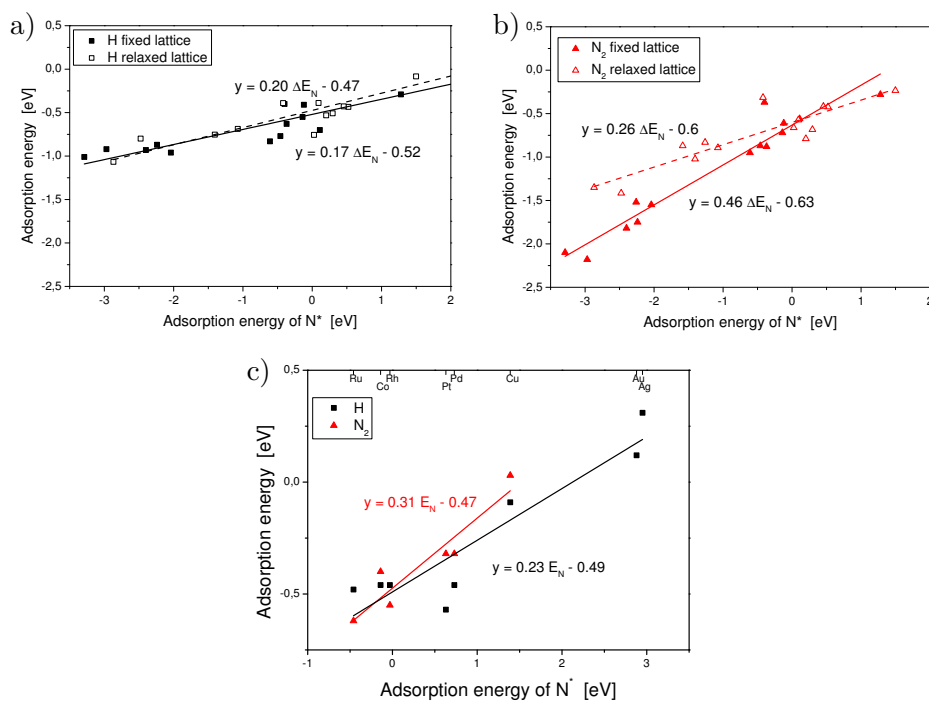 a)
H fixed lattice
H relaxed lattice
y = 0.20 ΔE_N - 0.47
y = 0.17 ΔE_N - 0.52
0,5
0,0
-0,5
-1,0
-1,5
-2,0
-2,5
-3
-2
-1
0
1
2
Adsorption energy [eV]
Adsorption energy of N* [eV]
b)
N_2 fixed lattice
N_2 relaxed lattice
y = 0.26 ΔE_N - 0.6
y = 0.46 ΔE_N - 0.63
0,5
0,0
-0,5
-1,0
-1,5
-2,0
-2,5
-3
-2
-1
0
1
2
Adsorption energy [eV]
Adsorption energy of N* [eV]
c)
Ru
Co
Rh
Pt
Pd
Cu
Au
Ag
H
N_2
y = 0.31 E_N - 0.47
y = 0.23 E_N - 0.49
0,5
0,0
-0,5
-1
0
1
2
3
Adsorption energy [eV]
Adsorption energy of N^* [eV]